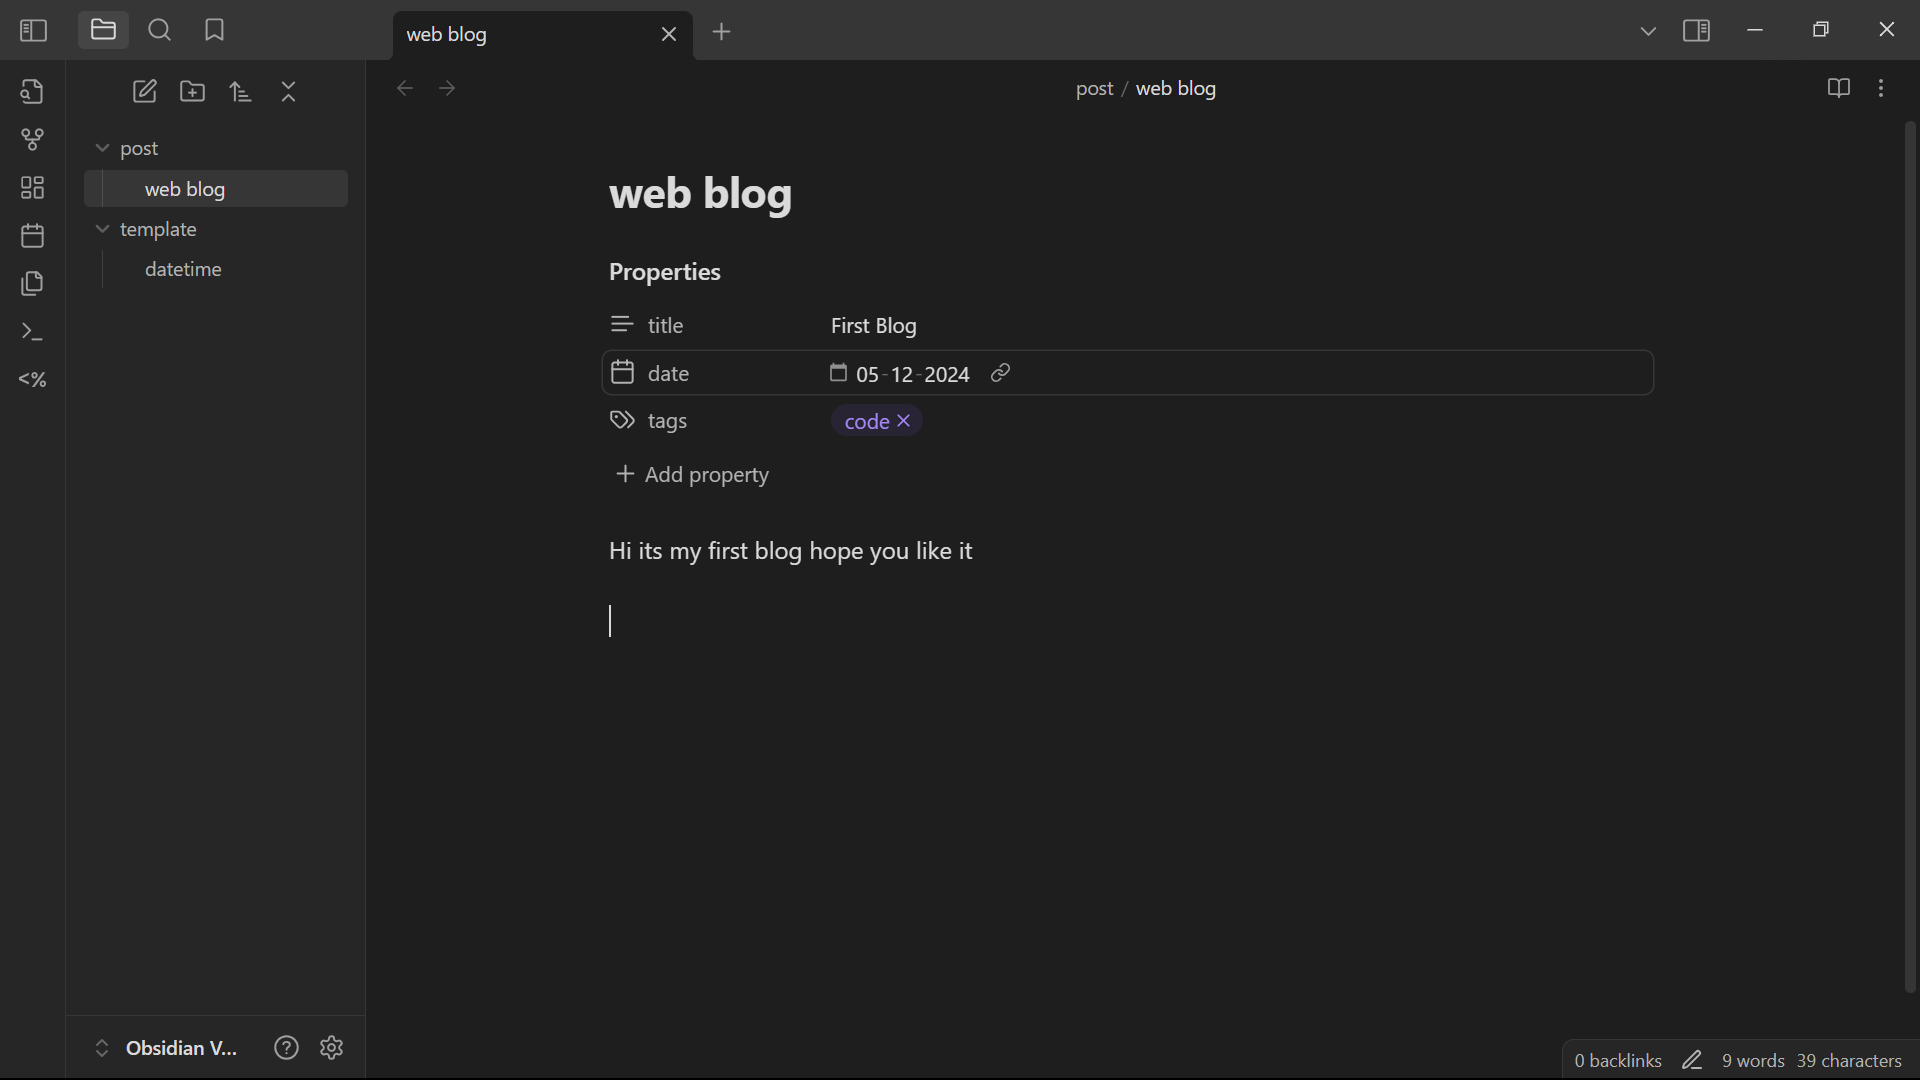 web blog
post / web blog
post
web blog
template
datetime
<%
web blog
Properties
title First Blog
date 05-12-2024
tags code
Add property
Hi its my first blog hope you like it
Obsidian V...
0 backlinks 9 words 39 characters